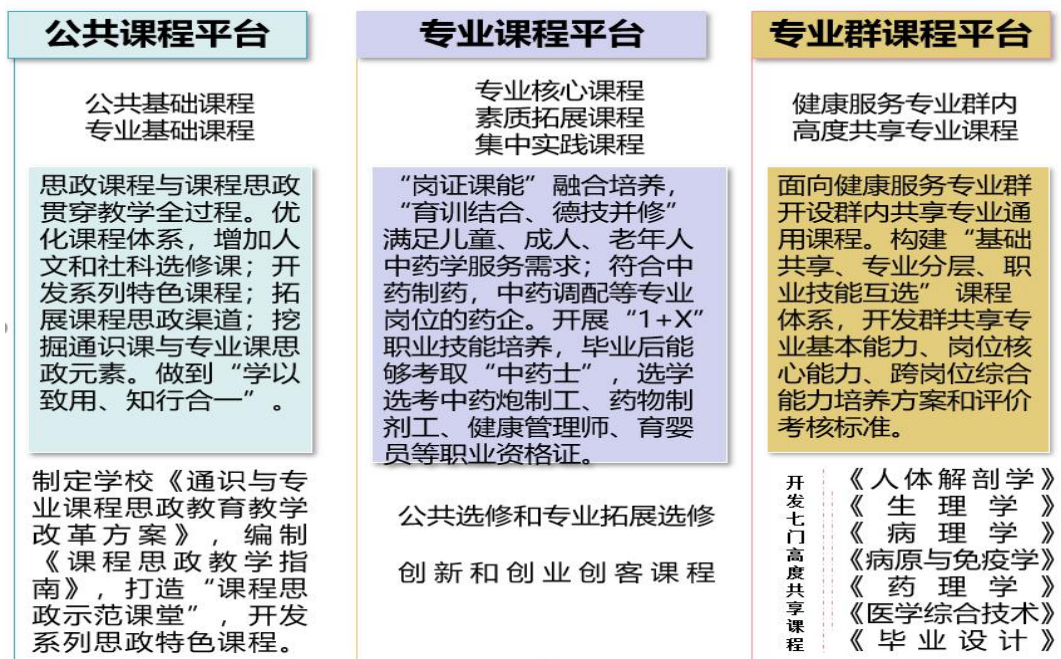 公共课程平台
公共基础课程
专业基础课程
思政课程与课程思政
贯穿教学全过程。优
化课程体系，增加人
文和社科选修课；开
发系列特色课程；拓
展课程思政渠道；挖
掘通识课与专业课思
政元素。做到“学以
致用、知行合一”。
制定学校《通识与专
业课程思政教育教学
改革方案》，编制
《课程思政教学指
南》，打造“课程思
政示范课堂”，开发
系列思政特色课程。
专业课程平台
专业核心课程
素质拓展课程
集中实践课程
“岗证课能”融合培养，
“育训结合、德技并修”
满足儿童、成人、老年人
中药学服务需求；符合中
药制药，中药调配等专业
岗位的药企。开展“1+X”
职业技能培养，毕业后能
够考取“中药士”，选学
选考中药炮制工、药物制
剂工、健康管理师、育婴
员等职业资格证。
公共选修和专业拓展选修
创新和创业创客课程
专业群课程平台
健康服务专业群内
高度共享专业课程
面向健康服务专业群
开设群内共享专业通
用课程。构建“基础
共享、专业分层、职
业技能互选” 课程
体系，开发群共享专
业基本能力、岗位核
心能力、跨岗位综合
能力培养方案和评价
考核标准。
开发七门高度共享课程
《人体解剖学》
《生理学》
《病理学》
《病原与免疫学》
《药理学》
《医学综合技术》
《毕业设计》